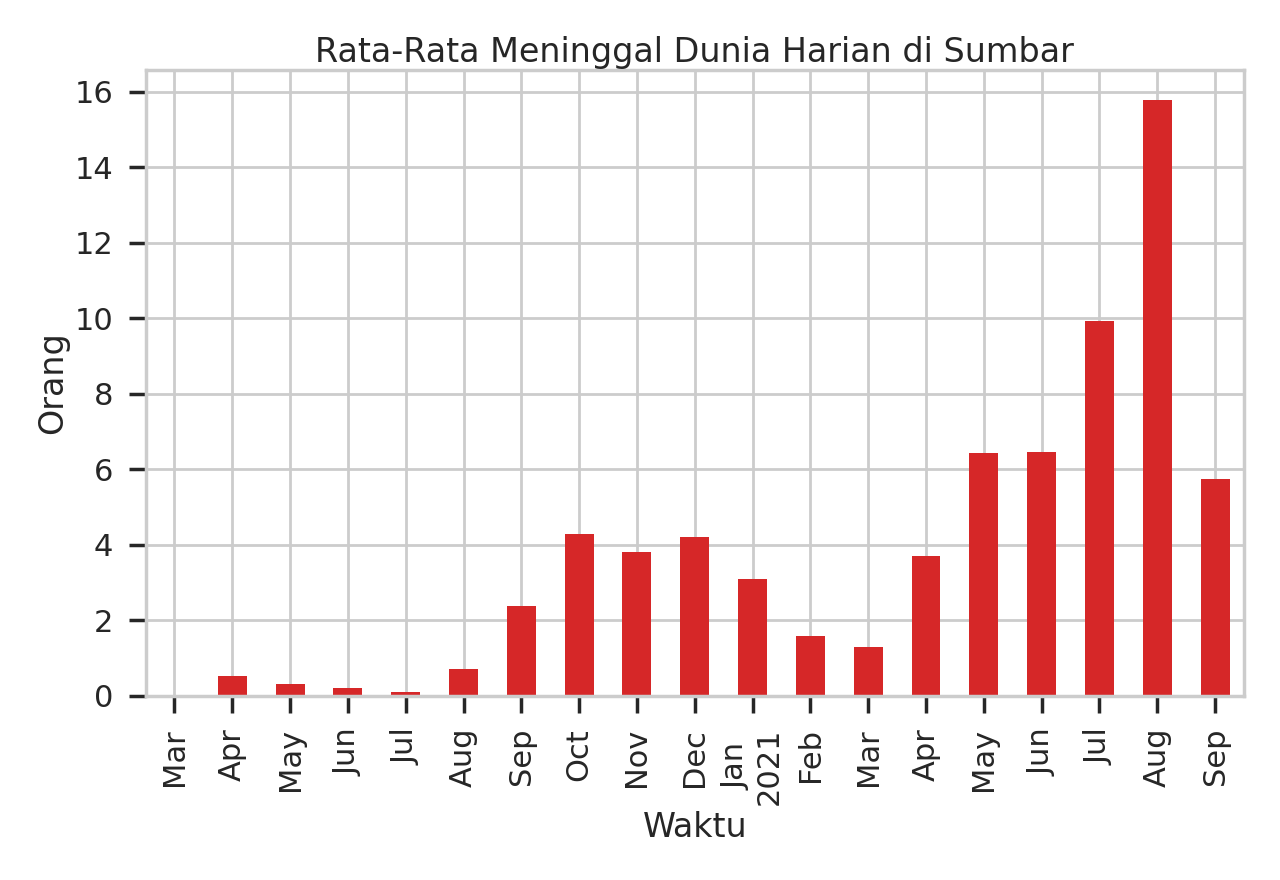 Rata-Rata Meninggal Dunia Harian di Sumbar
Orang
16
14
12
10
8
6
4
2
0
Mar
Apr
May
Jun
Jul
Aug
Sep
Oct
Nov
Dec
Jan
2021
Feb
Mar
Apr
May
Jun
Jul
Aug
Sep
Waktu